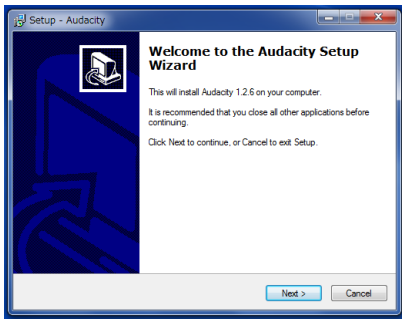 Setup - Audacity
Welcome to the Audacity Setup
Wizard
This will install Audacity 1.2.6 on your computer.
It is recommended that you close all other applications before
continuing.
Click Next to continue, or Cancel to exit Setup.
Next >
Cancel